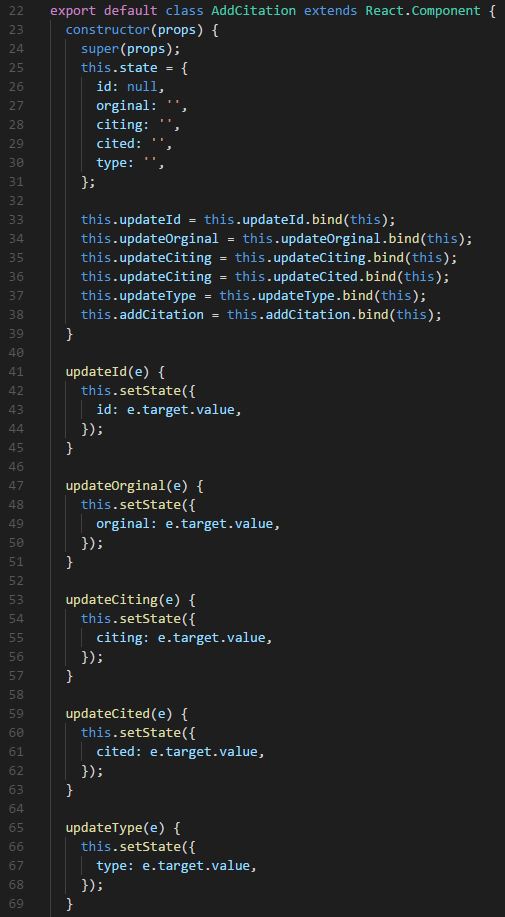 22 export default class AddCitation extends React.Component {
23   constructor(props) {
24     super(props);
25     this.state = {
26       id: null,
27       orginal: '',
28       citing: '',
29       cited: '',
30       type: '',
31     };
32
33     this.updateId = this.updateId.bind(this);
34     this.updateOrginal = this.updateOrginal.bind(this);
35     this.updateCiting = this.updateCiting.bind(this);
36     this.updateCiting = this.updateCited.bind(this);
37     this.updateType = this.updateType.bind(this);
38     this.addCitation = this.addCitation.bind(this);
39   }
40
41   updateId(e) {
42     this.setState({
43       id: e.target.value,
44     });
45   }
46
47   updateOrginal(e) {
48     this.setState({
49       orginal: e.target.value,
50     });
51   }
52
53   updateCiting(e) {
54     this.setState({
55       citing: e.target.value,
56     });
57   }
58
59   updateCited(e) {
60     this.setState({
61       cited: e.target.value,
62     });
63   }
64
65   updateType(e) {
66     this.setState({
67       type: e.target.value,
68     });
69   }